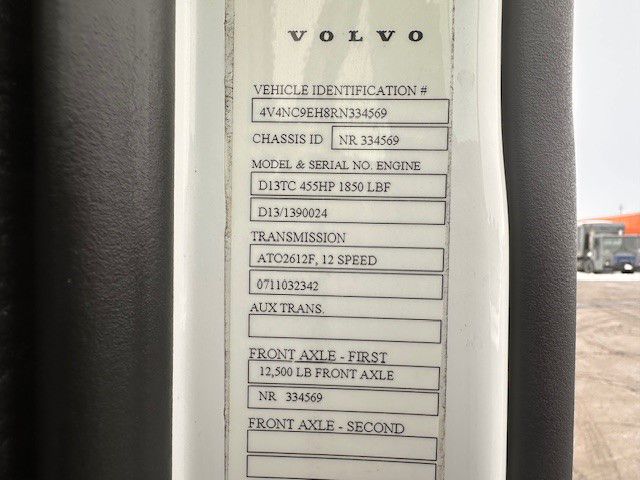 VOLVO
VEHICLE IDENTIFICATION #
4V4NC9EH8RN334569
CHASSIS ID NR 334569
MODEL & SERIAL NO. ENGINE
D13TC 455HP 1850 LBF
D13/1390024
TRANSMISSION
ATO2612F, 12 SPEED
0711032342
AUX TRANS.
FRONT AXLE - FIRST
12,500 LB FRONT AXLE
NR 334569
FRONT AXLE - SECOND